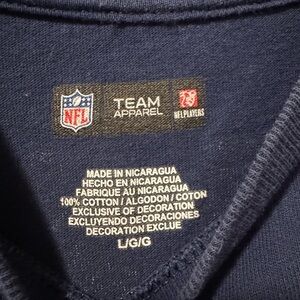 NFL
TEAM
APPAREL
NFLPLAYERS
MADE IN NICARAGUA
HECHO EN NICARAGUA
FABRIQUE AU NICARAGUA
100% COTTON / ALGODON / COTON
EXCLUSIVE OF DECORATION
EXCLUYENDO DECORACIONES
DECORATION EXCLUE
L/G/G